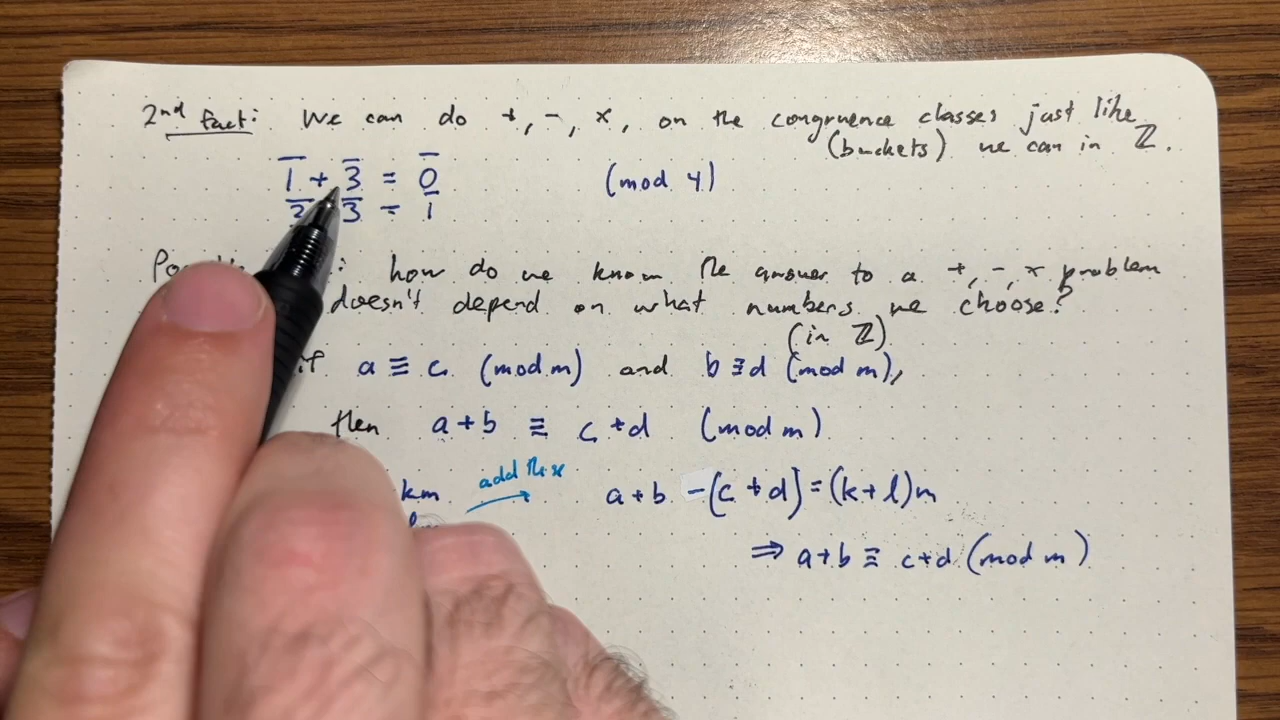 2nd fact: We can do +, -, ×, on the congruence classes just like
(buckets) we can in ℤ.
1̅ + 3̅ = 0̅ (mod 4)
3̅ = 1̅
: how do we know the answer to a +, -, × problem
doesn't depend on what numbers we choose?
(in ℤ)
if a ≡ c (mod m) and b ≡ d (mod m),
then a+b ≡ c+d (mod m)
km add these a+b -(c+d) = (k+l)m
⇒ a+b ≡ c+d (mod m)